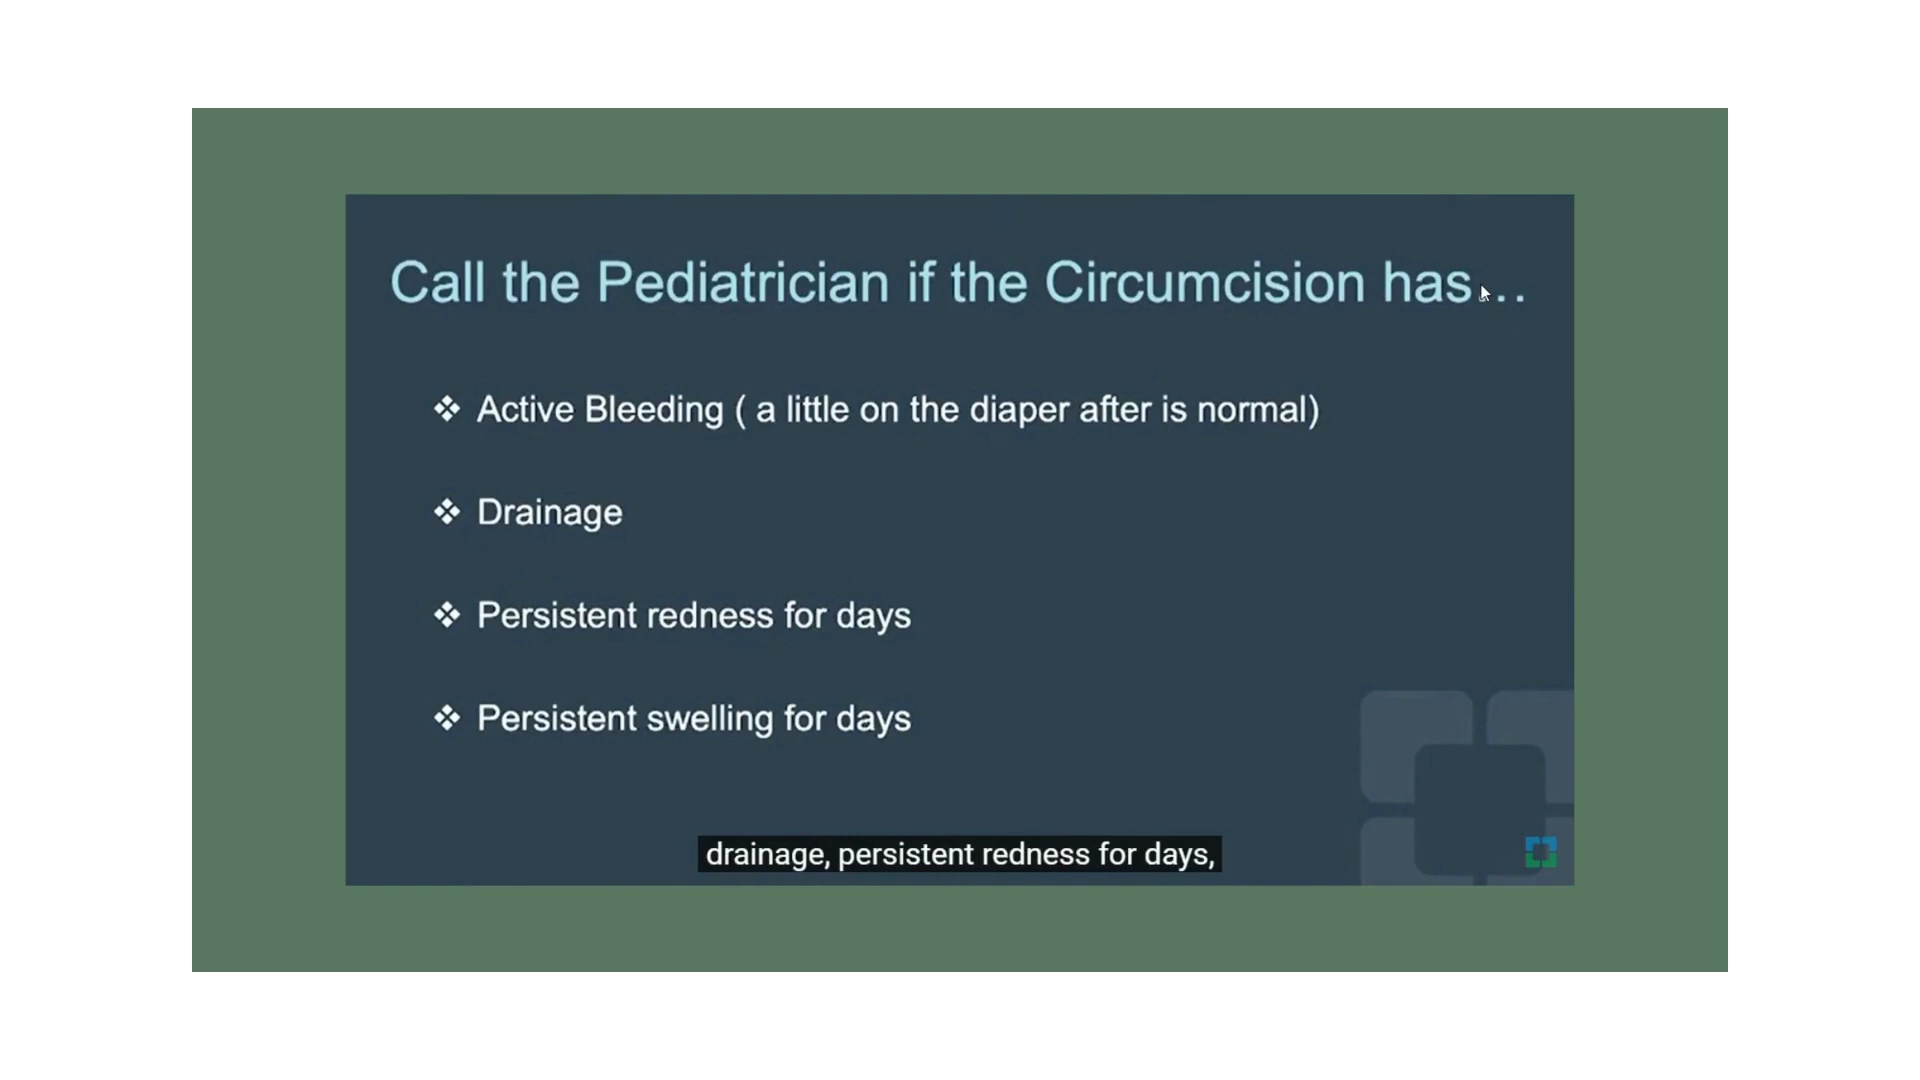 Call the Pediatrician if the Circumcision has...
❖ Active Bleeding ( a little on the diaper after is normal)
❖ Drainage
❖ Persistent redness for days
❖ Persistent swelling for days
drainage, persistent redness for days,